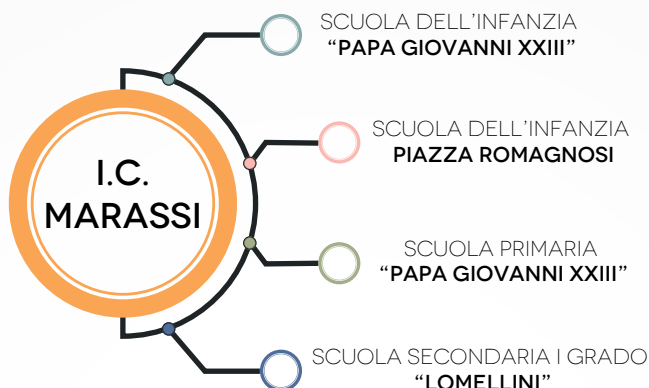 SCUOLA DELL'INFANZIA
“PAPA GIOVANNI XXIII”
SCUOLA DELL'INFANZIA
PIAZZA ROMAGNOSI
I.C.
MARASSI
SCUOLA PRIMARIA
“PAPA GIOVANNI XXIII”
SCUOLA SECONDARIA I GRADO
“LOMELLINI”